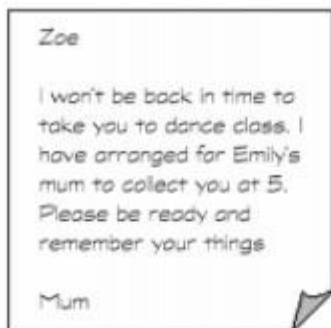 Zoe
I won't be back in time to
take you to dance class. I
have arranged for Emily's
mum to collect you at 5.
Please be ready and
remember your things
Mum